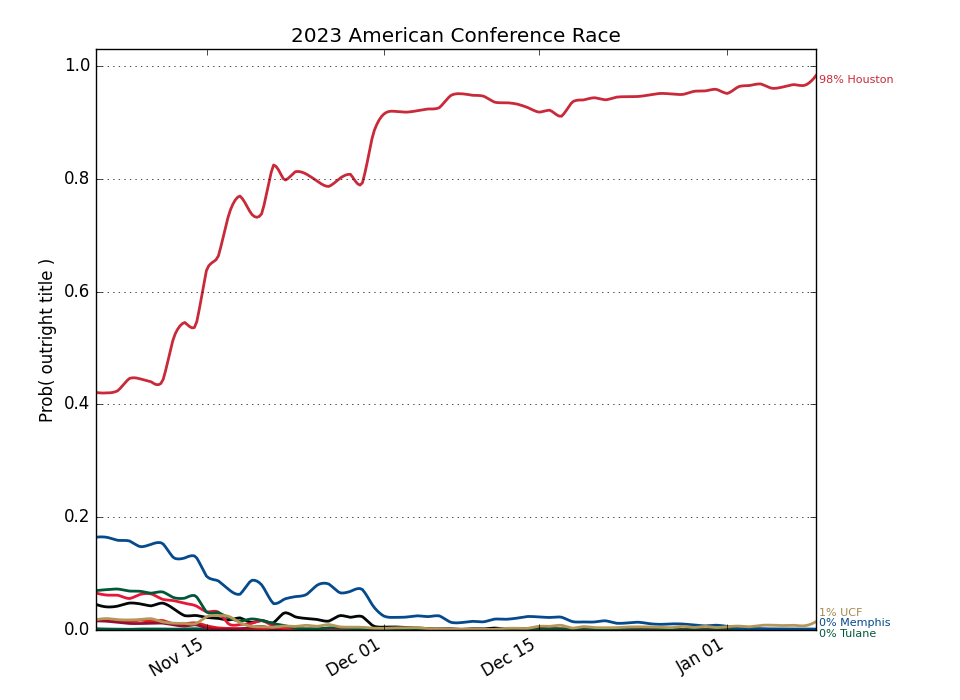 2023 American Conference Race
Prob( outright title )
1.0
0.8
0.6
0.4
0.2
0.0
98% Houston
1% UCF
0% Memphis
0% Tulane
Nov 15
Dec 01
Dec 15
Jan 01